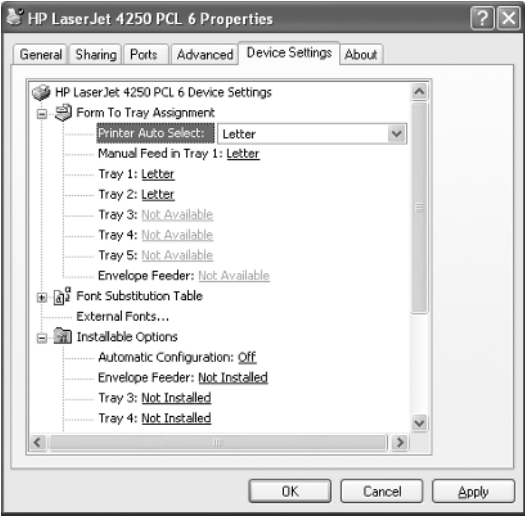 HP LaserJet 4250 PCL 6 Properties
General Sharing Ports Advanced Device Settings About
HP LaserJet 4250 PCL 6 Device Settings
Form To Tray Assignment
Printer Auto Select: Letter
Manual Feed in Tray 1: Letter
Tray 1: Letter
Tray 2: Letter
Tray 3: Not Available
Tray 4: Not Available
Tray 5: Not Available
Envelope Feeder: Not Available
Font Substitution Table
External Fonts...
Installable Options
Automatic Configuration: Off
Envelope Feeder: Not Installed
Tray 3: Not Installed
Tray 4: Not Installed
OK Cancel Apply